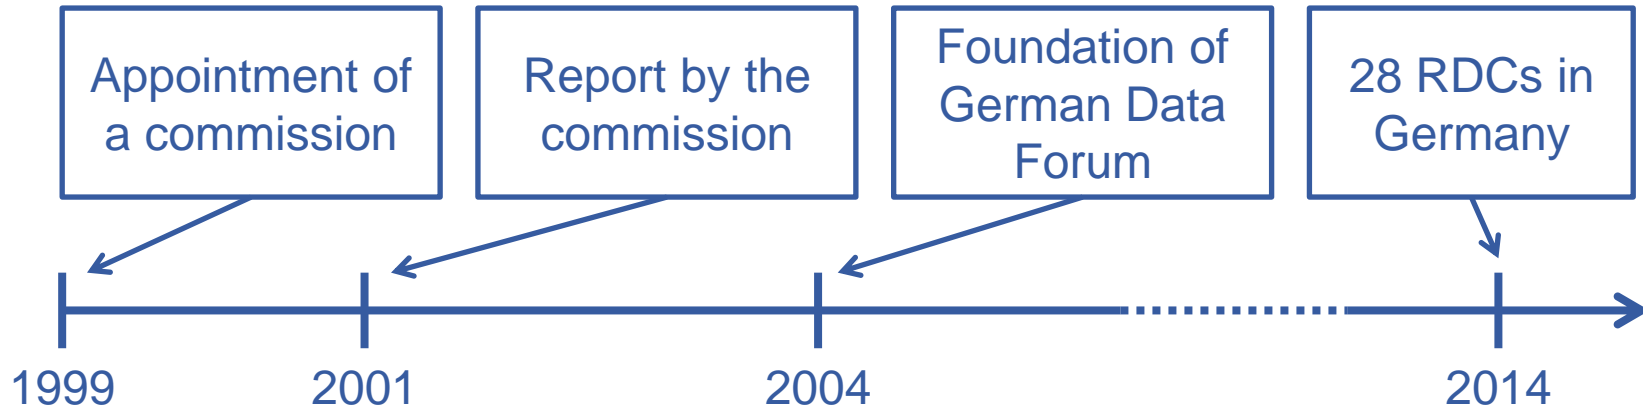 Appointment of
a commission
Report by the
commission
Foundation of
German Data
Forum
28 RDCs in
Germany
1999
2001
2004
2014